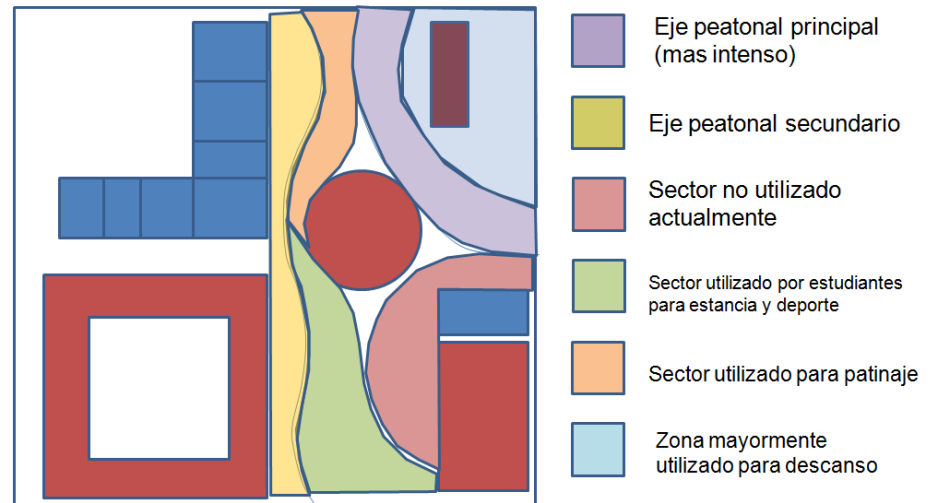 Eje peatonal principal
(mas intenso)
Eje peatonal secundario
Sector no utilizado
actualmente
Sector utilizado por estudiantes
para estancia y deporte
Sector utilizado para patinaje
Zona mayormente
utilizado para descanso